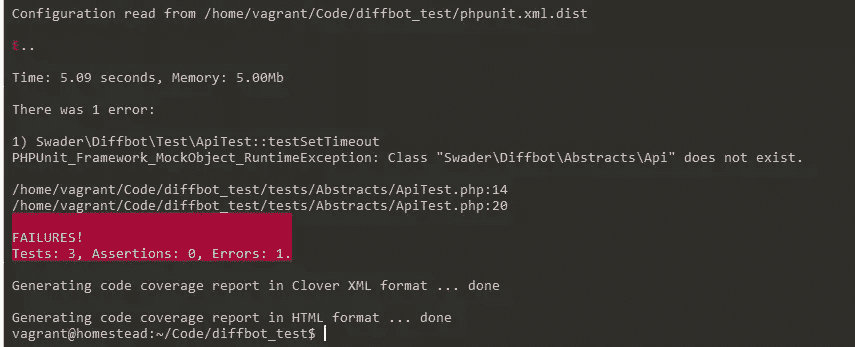 Configuration read from /home/vagrant/Code/diffbot_test/phpunit.xml.dist
E..
Time: 5.09 seconds, Memory: 5.00Mb
There was 1 error:
1) Swader\Diffbot\Test\ApiTest::testSetTimeout
PHPUnit_Framework_MockObject_RuntimeException: Class "Swader\Diffbot\Abstracts\Api" does not exist.
/home/vagrant/Code/diffbot_test/tests/Abstracts/ApiTest.php:14
/home/vagrant/Code/diffbot_test/tests/Abstracts/ApiTest.php:20
FAILURES!
Tests: 3, Assertions: 0, Errors: 1.
Generating code coverage report in Clover XML format ... done
Generating code coverage report in HTML format ... done
vagrant@homestead:~/Code/diffbot_test$